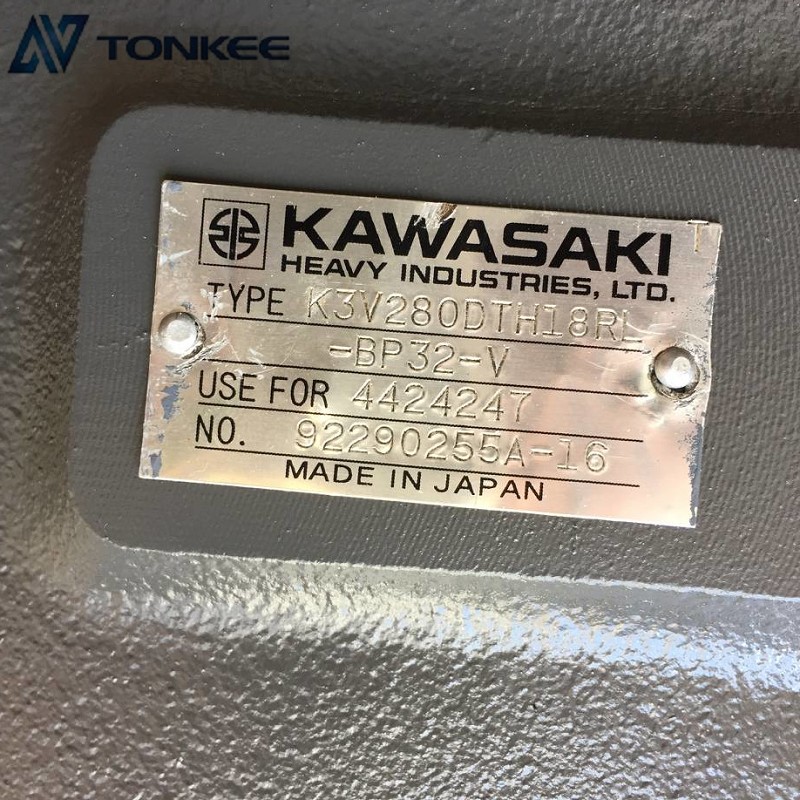 TONKEE
KAWASAKI
HEAVY INDUSTRIES, LTD.
TYPE K3V280DTH18RL
-BP32-V
USE FOR 4424247
NO. 92290255A-16
MADE IN JAPAN